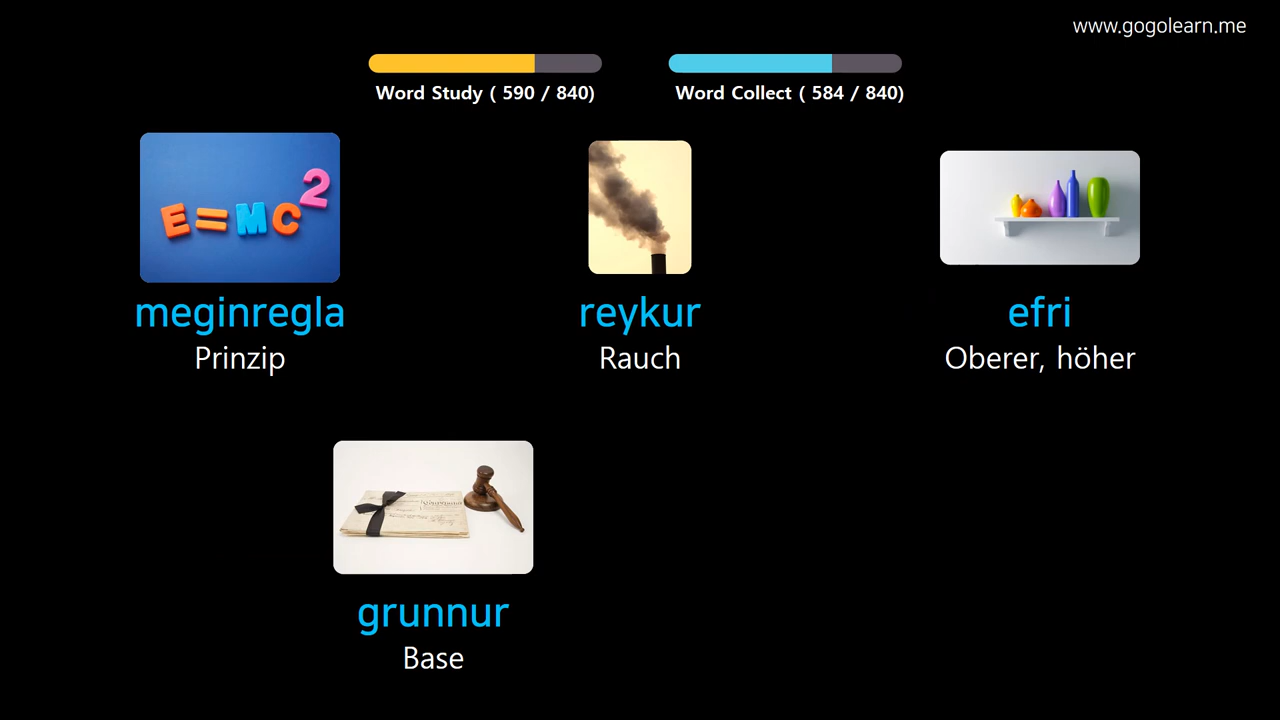 www.gogolearn.me
Word Study ( 590 / 840)
Word Collect ( 584 / 840)
E=MC2
meginregla
Prinzip
reykur
Rauch
efri
Oberer, höher
grunnur
Base